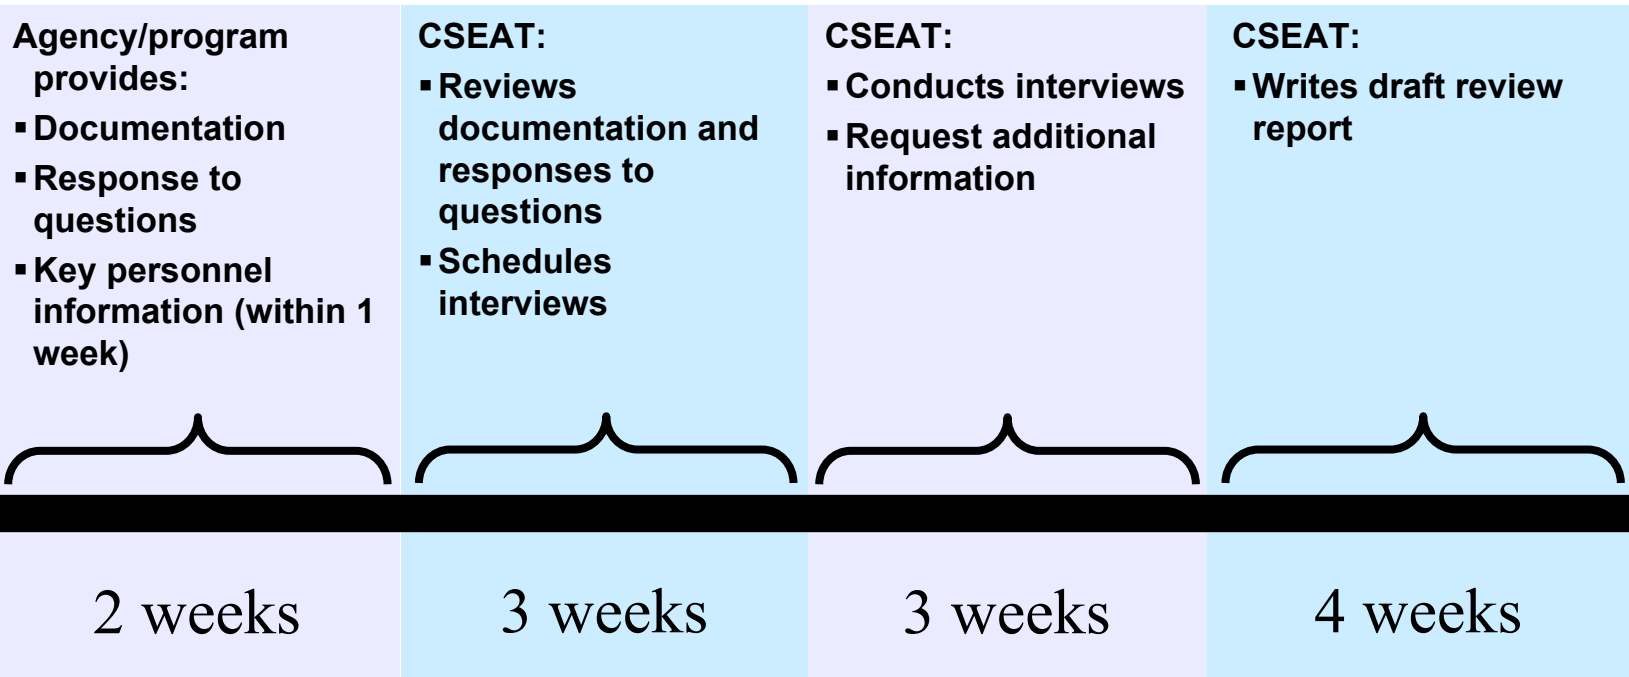 Agency/program
provides:
▪ Documentation
▪ Response to
questions
▪ Key personnel
information (within 1
week)
CSEAT:
▪ Reviews
documentation and
responses to
questions
▪ Schedules
interviews
CSEAT:
▪ Conducts interviews
▪ Request additional
information
CSEAT:
▪ Writes draft review
report
2 weeks
3 weeks
3 weeks
4 weeks